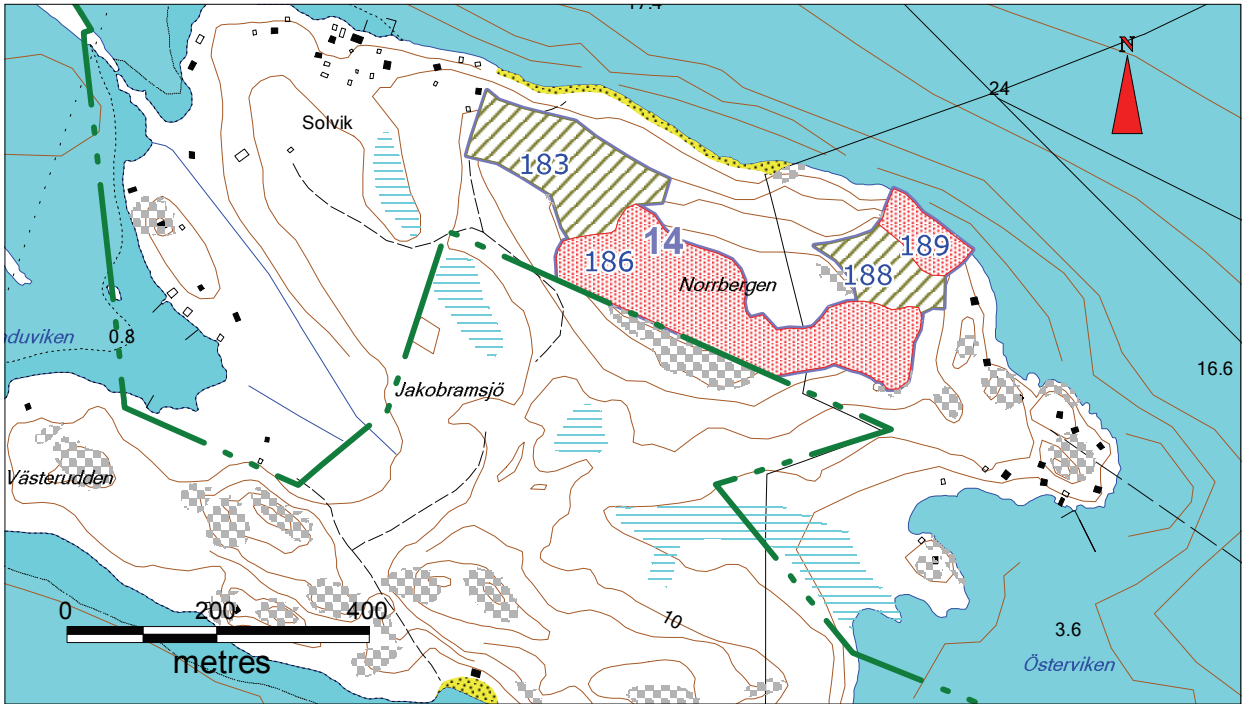 17.4
N
24
Solvik
183
14
189
186
188
Norrbergen
0.8
16.6
Jakobramsjö
Västerudden
0 200 400
metres
10
3.6
Österviken